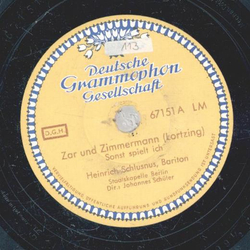 113
Deutsche
Grammophon
Gesellschaft
67151 A LM
D.G.M.
Zar und Zimmermann (Lortzing)
Sonst spielt ich
Heinrich Schlusnus, Bariton
Staatskapelle Berlin
Dir.: Johannes Schüler